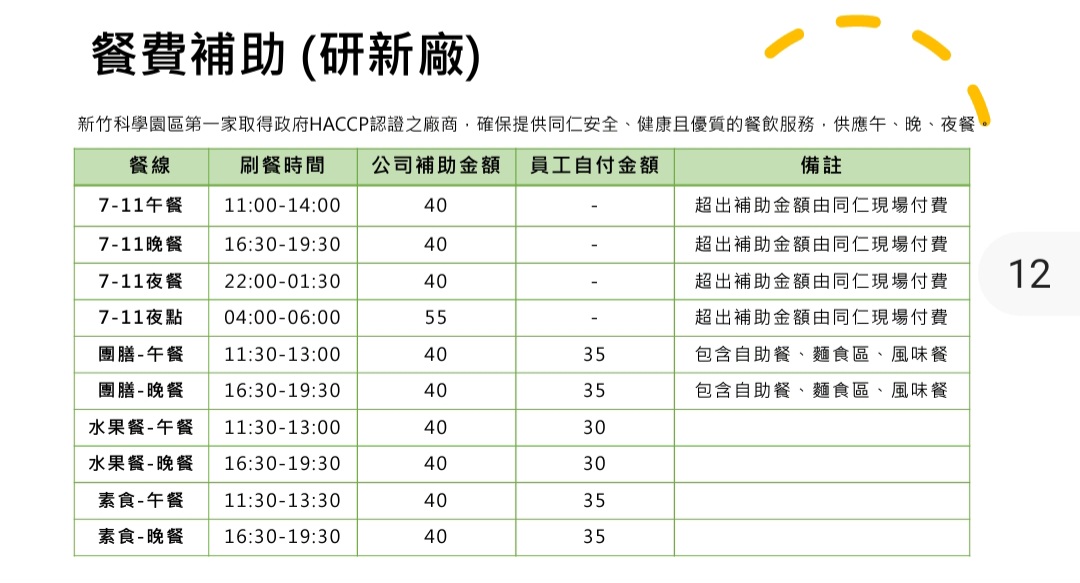 餐費補助 (研新廠)
新竹科學園區第一家取得政府HACCP認證之廠商，確保提供同仁安全、健康且優質的餐飲服務，供應午、晚、夜餐。
餐線 刷餐時間 公司補助金額 員工自付金額 備註
7-11午餐 11:00-14:00 40 - 超出補助金額由同仁現場付費
7-11晚餐 16:30-19:30 40 - 超出補助金額由同仁現場付費
7-11夜餐 22:00-01:30 40 - 超出補助金額由同仁現場付費
7-11夜點 04:00-06:00 55 - 超出補助金額由同仁現場付費
團膳-午餐 11:30-13:00 40 35 包含自助餐、麵食區、風味餐
團膳-晚餐 16:30-19:30 40 35 包含自助餐、麵食區、風味餐
水果餐-午餐 11:30-13:00 40 30
水果餐-晚餐 16:30-19:30 40 30
素食-午餐 11:30-13:30 40 35
素食-晚餐 16:30-19:30 40 35
12